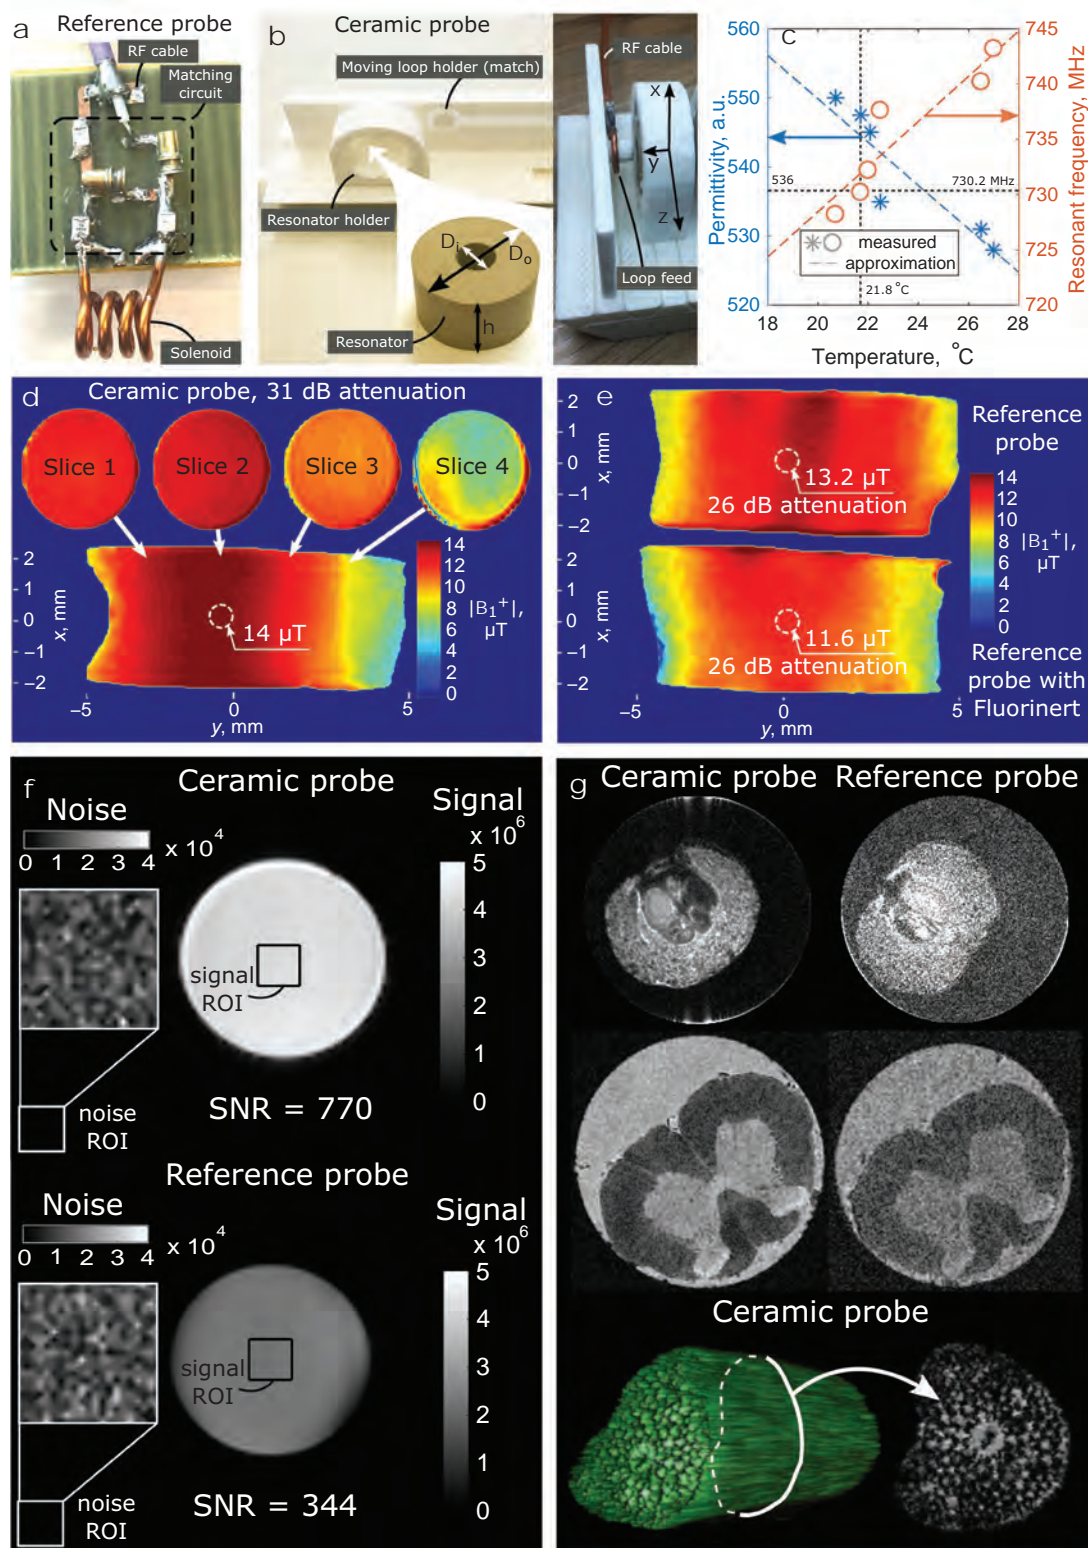 a
Reference probe
RF cable
Matching
circuit
Solenoid
b
Ceramic probe
Moving loop holder (match)
Resonator holder
Dᵢ
Dₒ
h
Resonator
RF cable
x
y
z
Loop feed
c
560
550
540
530
520
Permittivity, a.u.
745
740
735
730
725
720
Resonant frequency, MHz
536
730.2 MHz
measured
approximation
21.8 °C
18 20 22 24 26 28
Temperature, °C
d
Ceramic probe, 31 dB attenuation
Slice 1
Slice 2
Slice 3
Slice 4
2
1
0
−1
−2
x, mm
14 µT
14
12
10
8
6
4
2
0
|B₁⁺|,
µT
−5 0 5
y, mm
e
2
1
0
−1
−2
x, mm
13.2 µT
26 dB attenuation
Reference
probe
14
12
10
8
6
4
2
0
|B₁⁺|,
µT
2
1
0
−1
−2
x, mm
11.6 µT
26 dB attenuation
Reference
probe with
Fluorinert
−5 0 5
y, mm
f
Ceramic probe
Noise
0 1 2 3 4
x 10⁴
Signal
x 10⁶
5
4
3
2
1
0
signal
ROI
noise
ROI
SNR = 770
Reference probe
Noise
0 1 2 3 4
x 10⁴
Signal
x 10⁶
5
4
3
2
1
0
signal
ROI
noise
ROI
SNR = 344
g
Ceramic probe
Reference probe
Ceramic probe